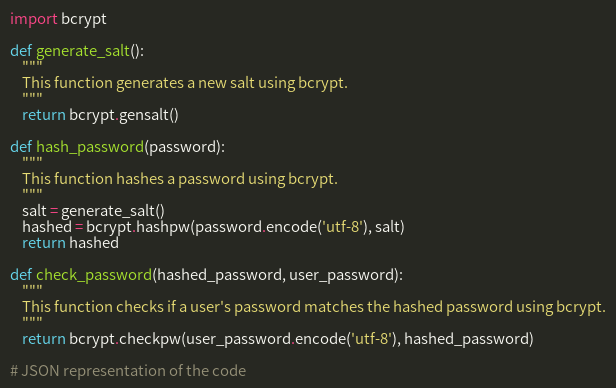 import bcrypt

def generate_salt():
    """
    This function generates a new salt using bcrypt.
    """
    return bcrypt.gensalt()

def hash_password(password):
    """
    This function hashes a password using bcrypt.
    """
    salt = generate_salt()
    hashed = bcrypt.hashpw(password.encode('utf-8'), salt)
    return hashed

def check_password(hashed_password, user_password):
    """
    This function checks if a user's password matches the hashed password using bcrypt.
    """
    return bcrypt.checkpw(user_password.encode('utf-8'), hashed_password)

# JSON representation of the code